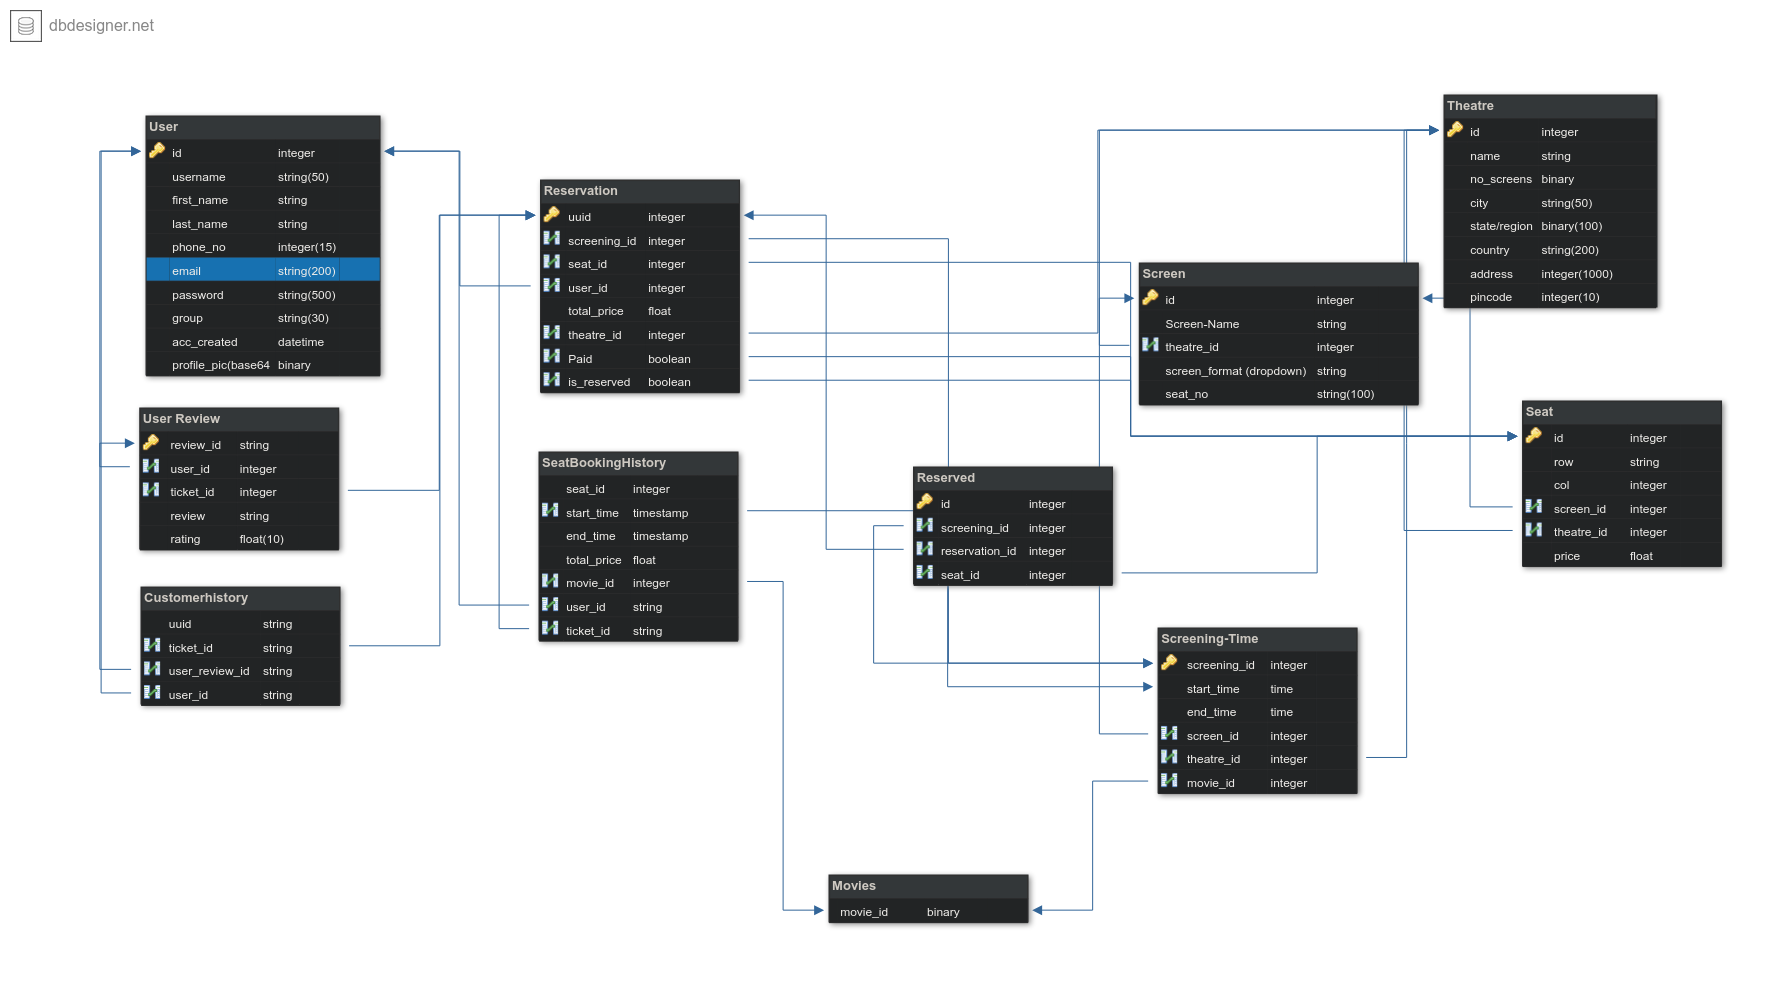 dbdesigner.net
User
id integer
username string(50)
first_name string
last_name string
phone_no integer(15)
email string(200)
password string(500)
group string(30)
acc_created datetime
profile_pic(base64 binary
User Review
review_id string
user_id integer
ticket_id integer
review string
rating float(10)
Customerhistory
uuid string
ticket_id string
user_review_id string
user_id string
Reservation
uuid integer
screening_id integer
seat_id integer
user_id integer
total_price float
theatre_id integer
Paid boolean
is_reserved boolean
SeatBookingHistory
seat_id integer
start_time timestamp
end_time timestamp
total_price float
movie_id integer
user_id string
ticket_id string
Movies
movie_id binary
Reserved
id integer
screening_id integer
reservation_id integer
seat_id integer
Screen
id integer
Screen-Name string
theatre_id integer
screen_format (dropdown) string
seat_no string(100)
Screening-Time
screening_id integer
start_time time
end_time time
screen_id integer
theatre_id integer
movie_id integer
Theatre
id integer
name string
no_screens binary
city string(50)
state/region binary(100)
country string(200)
address integer(1000)
pincode integer(10)
Seat
id integer
row string
col integer
screen_id integer
theatre_id integer
price float